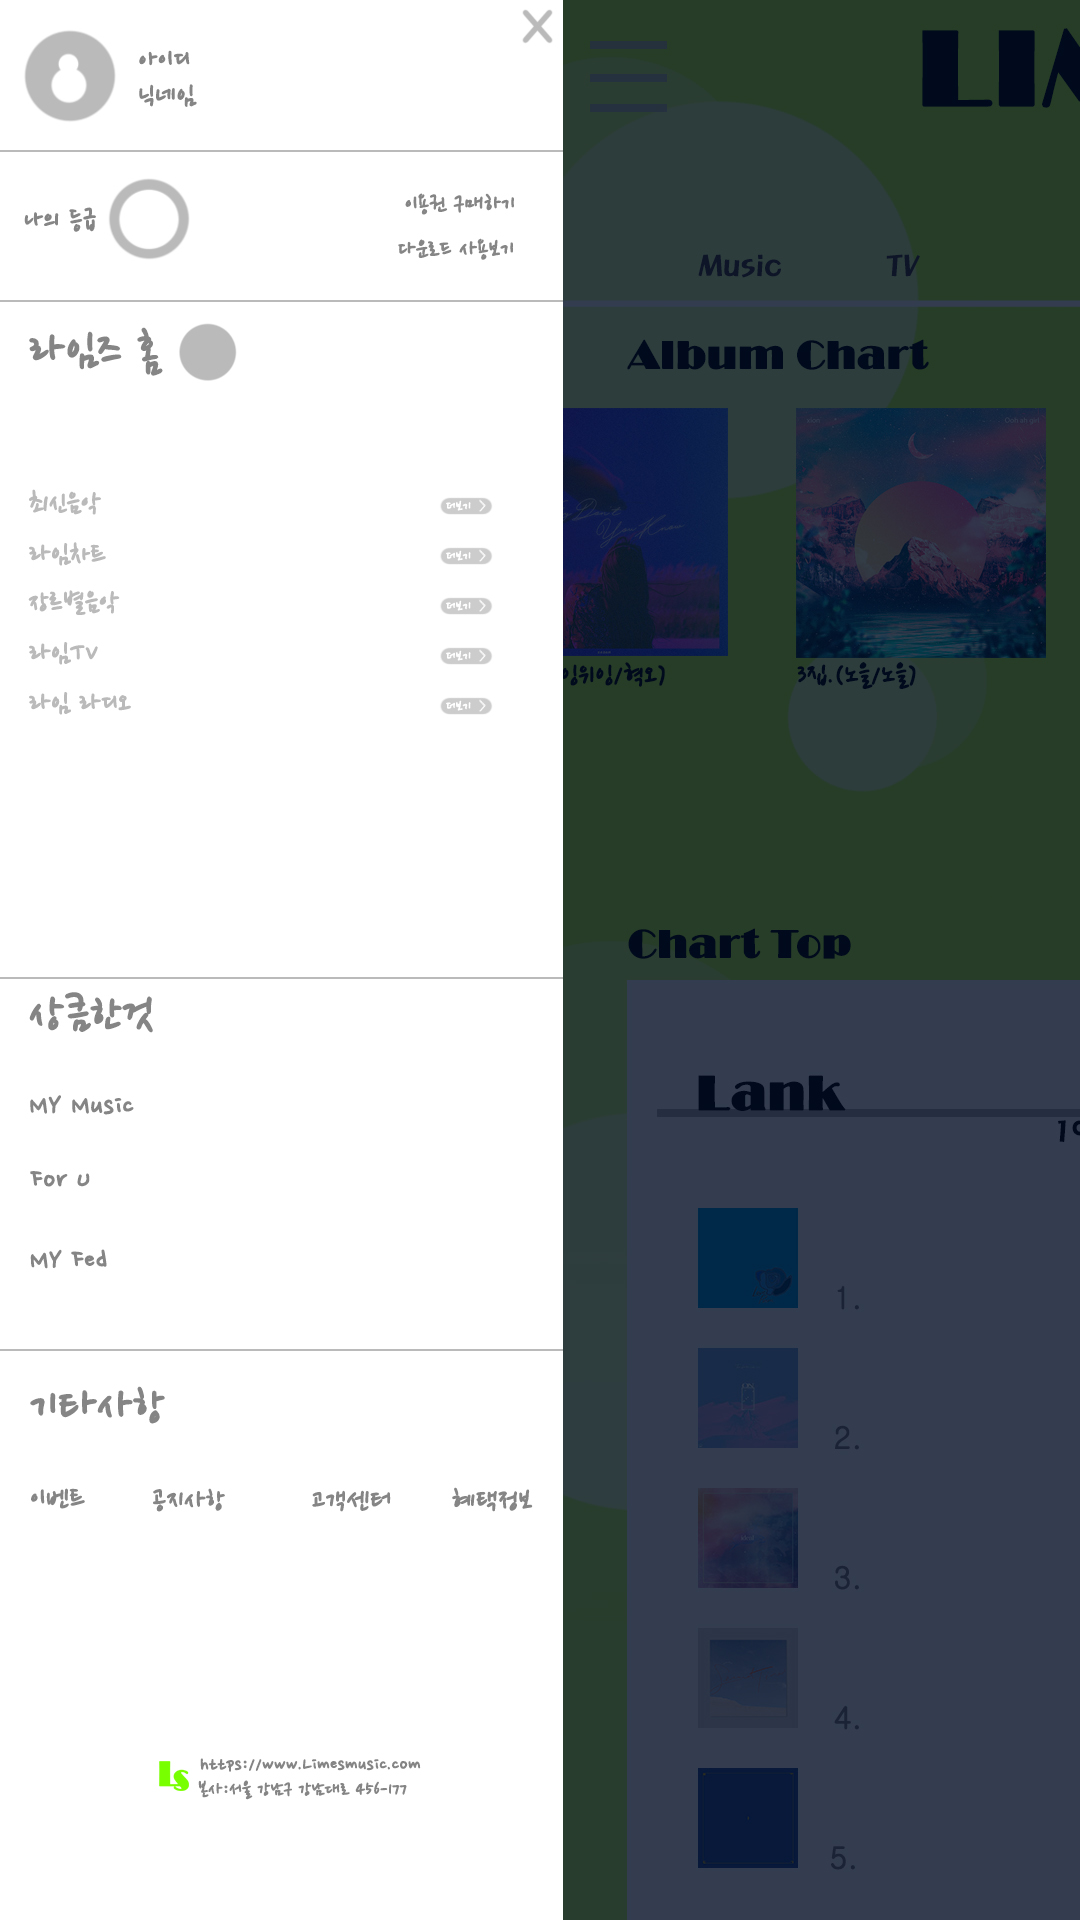 아이디
닉네임
나의 등급
이용권 구매하기
다운로드 사용보기
라임즈 홈
최신음악
더보기
라임차트
더보기
장르별음악
더보기
라임TV
더보기
라임 라디오
더보기
상큼한것
MY Music
For U
MY Fed
기타사항
이벤트 공지사항 고객센터 혜택정보
Ls
https://www.Limesmusic.com
본사:서울 강남구 강남대로 456-177
Music TV
Album Chart
잉위잉/혁오)
3집.(노을/노을)
Chart Top
Lank
1.
2.
3.
4.
5.